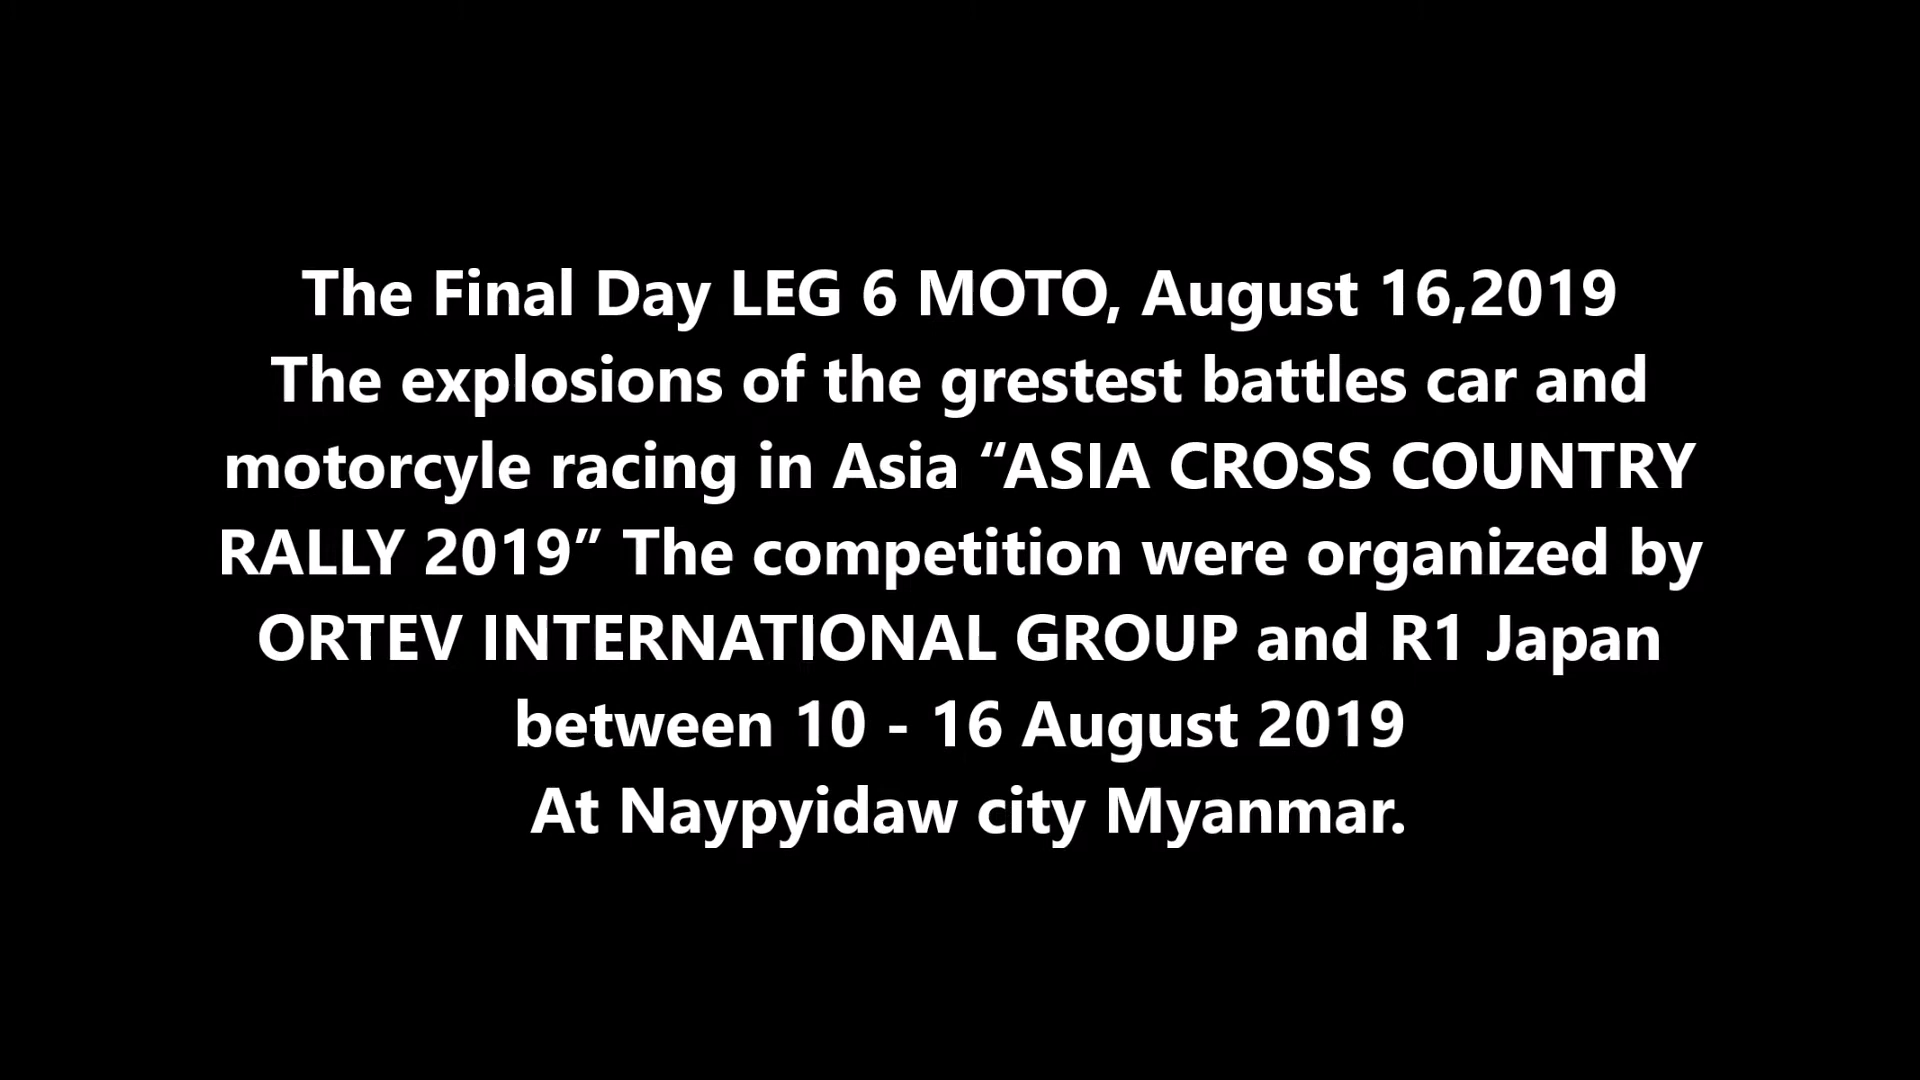 The Final Day LEG 6 MOTO, August 16,2019
The explosions of the grestest battles car and
motorcyle racing in Asia “ASIA CROSS COUNTRY
RALLY 2019” The competition were organized by
ORTEV INTERNATIONAL GROUP and R1 Japan
between 10 - 16 August 2019
At Naypyidaw city Myanmar.